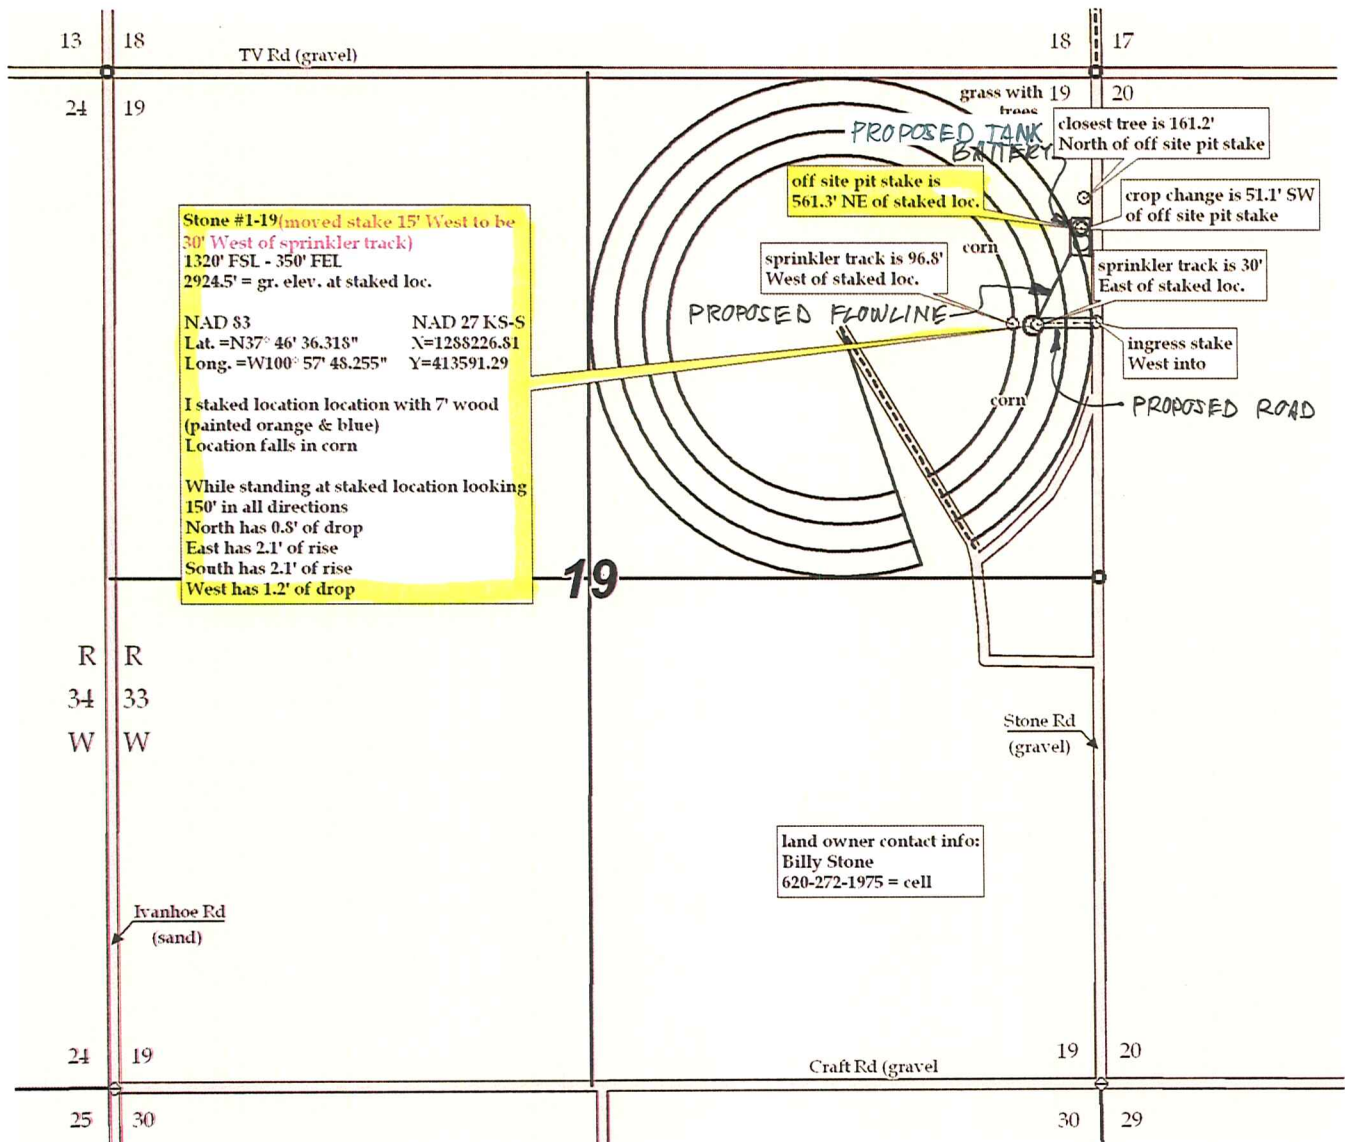 13 18
TV Rd (gravel)
18 17
24 19
grass with
trees
19 20
PROPOSED TANK
BATTERY
closest tree is 161.2'
North of off site pit stake
off site pit stake is
561.3' NE of staked loc.
crop change is 51.1' SW
of off site pit stake
Stone #1-19(moved stake 15' West to be
30' West of sprinkler track)
1320' FSL - 350' FEL
2924.5' = gr. elev. at staked loc.
NAD 83 NAD 27 KS-S
Lat. =N37° 46' 36.318" X=1288226.81
Long. =W100° 57' 48.255" Y=413591.29
I staked location location with 7' wood
(painted orange & blue)
Location falls in corn
While standing at staked location looking
150' in all directions
North has 0.8' of drop
East has 2.1' of rise
South has 2.1' of rise
West has 1.2' of drop
corn
sprinkler track is 96.8'
West of staked loc.
sprinkler track is 30'
East of staked loc.
PROPOSED FLOWLINE
ingress stake
West into
corn
PROPOSED ROAD
19
R R
34 33
W W
Stone Rd
(gravel)
land owner contact info:
Billy Stone
620-272-1975 = cell
Ivanhoe Rd
(sand)
24 19
Craft Rd (gravel
19 20
25 30
30 29